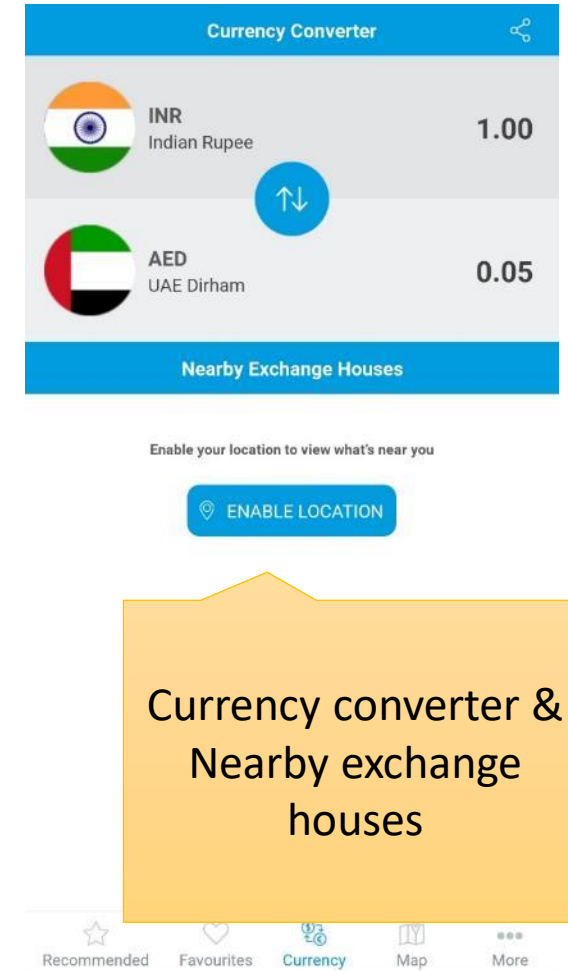 Currency Converter
INR
Indian Rupee
1.00
AED
UAE Dirham
0.05
Nearby Exchange Houses
Enable your location to view what's near you
ENABLE LOCATION
Currency converter &
Nearby exchange
houses
Recommended Favourites Currency Map More